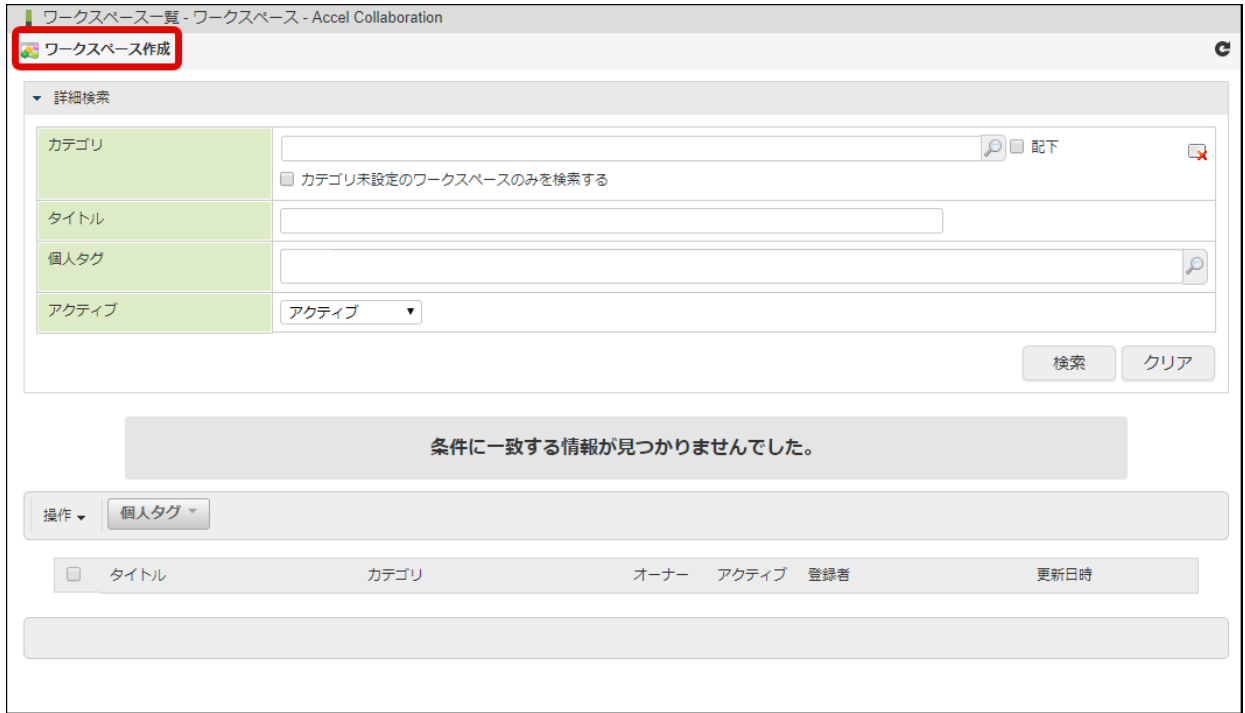 ワークスペース一覧 - ワークスペース - Accel Collaboration
ワークスペース作成
詳細検索
カテゴリ
配下
カテゴリ未設定のワークスペースのみを検索する
タイトル
個人タグ
アクティブ アクティブ
検索 クリア
条件に一致する情報が見つかりませんでした。
操作 個人タグ
タイトル カテゴリ オーナー アクティブ 登録者 更新日時